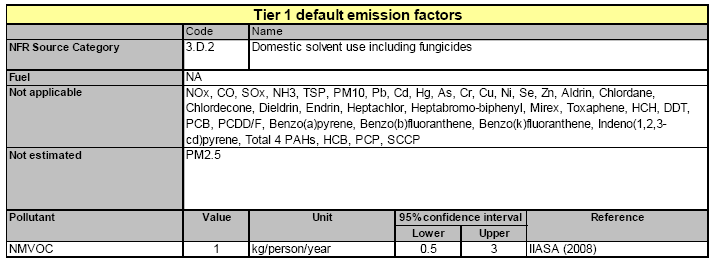 Tier 1 default emission factors
Code Name
NFR Source Category 3.D.2 Domestic solvent use including fungicides
Fuel NA
Not applicable NOx, CO, SOx, NH3, TSP, PM10, Pb, Cd, Hg, As, Cr, Cu, Ni, Se, Zn, Aldrin, Chlordane,
Chlordecone, Dieldrin, Endrin, Heptachlor, Heptabromo-biphenyl, Mirex, Toxaphene, HCH, DDT,
PCB, PCDD/F, Benzo(a)pyrene, Benzo(b)fluoranthene, Benzo(k)fluoranthene, Indeno(1,2,3-
cd)pyrene, Total 4 PAHs, HCB, PCP, SCCP
Not estimated PM2.5
Pollutant Value Unit 95% confidence interval Reference
Lower Upper
NMVOC 1 kg/person/year 0.5 3 IIASA (2008)